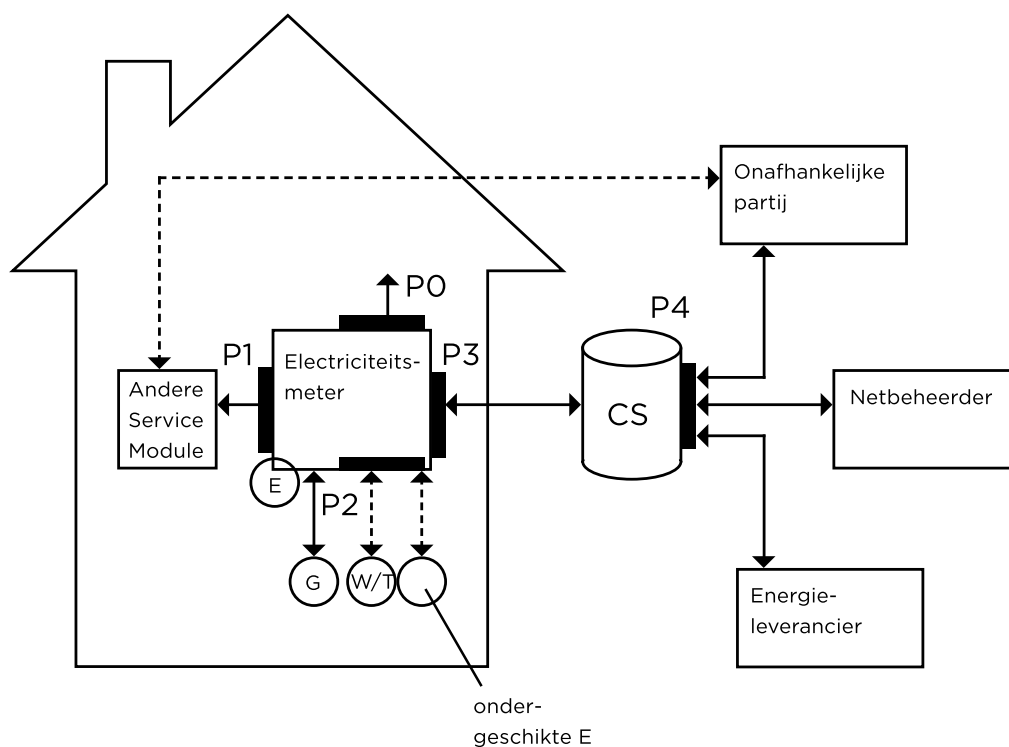 Onafhankelijke
partij
P0
P4
P1
Electriciteits-
meter
P3
Andere
Service
Module
CS
Netbeheerder
E
P2
G
W/T
Energie-
leverancier
onder-
geschikte E